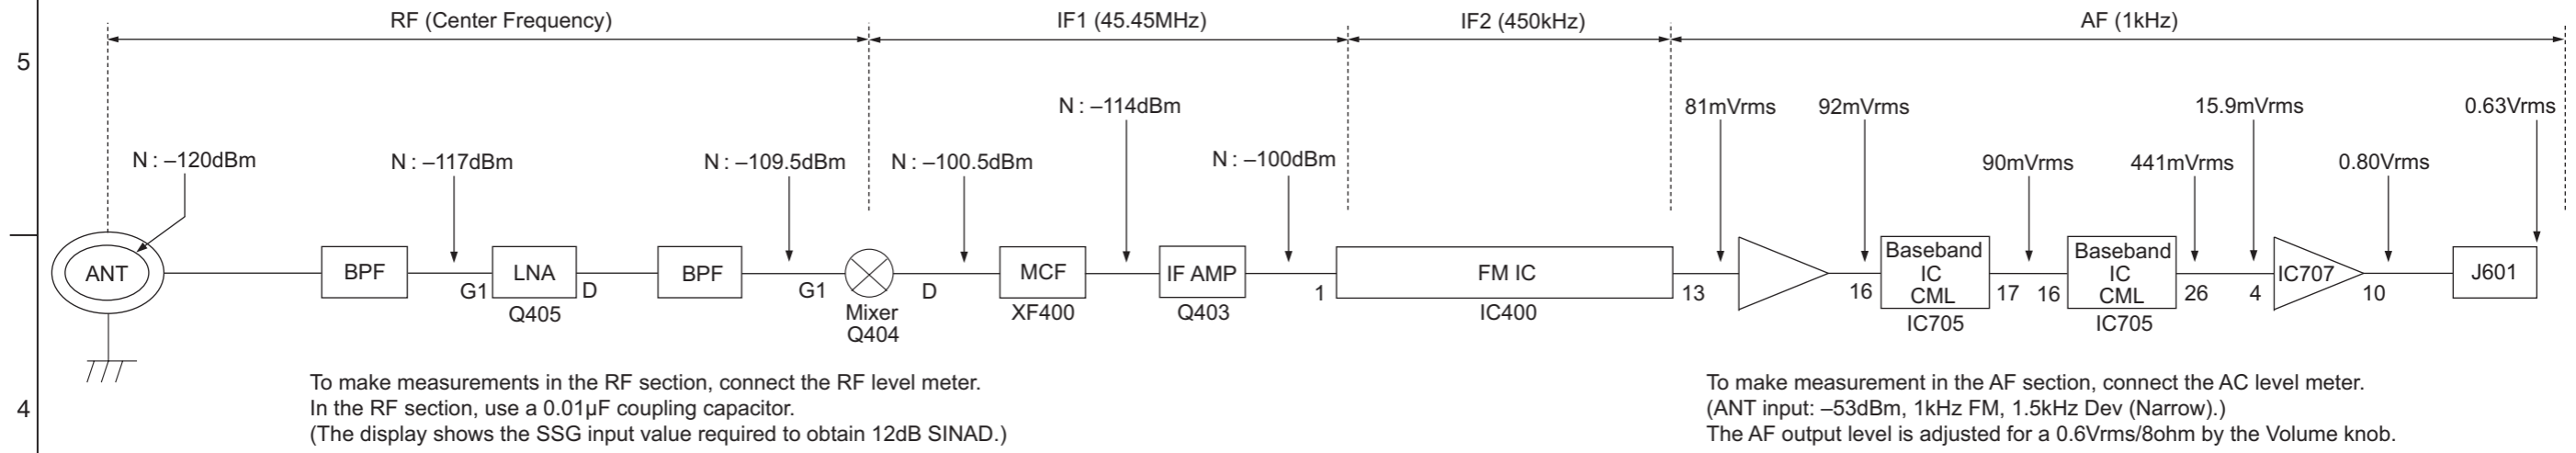 RF (Center Frequency)
IF1 (45.45MHz)
IF2 (450kHz)
AF (1kHz)
5
N : –114dBm
81mVrms
92mVrms
15.9mVrms
0.63Vrms
N : –120dBm
N : –117dBm
N : –109.5dBm
N : –100.5dBm
N : –100dBm
90mVrms
441mVrms
0.80Vrms
ANT
BPF
G1
LNA
D
Q405
BPF
G1
Mixer
Q404
D
MCF
XF400
IF AMP
Q403
1
FM IC
IC400
13
16
Baseband
IC
CML
IC705
17
16
Baseband
IC
CML
IC705
26
4
IC707
10
J601
4
To make measurements in the RF section, connect the RF level meter.
In the RF section, use a 0.01µF coupling capacitor.
(The display shows the SSG input value required to obtain 12dB SINAD.)
To make measurement in the AF section, connect the AC level meter.
(ANT input: –53dBm, 1kHz FM, 1.5kHz Dev (Narrow).)
The AF output level is adjusted for a 0.6Vrms/8ohm by the Volume knob.